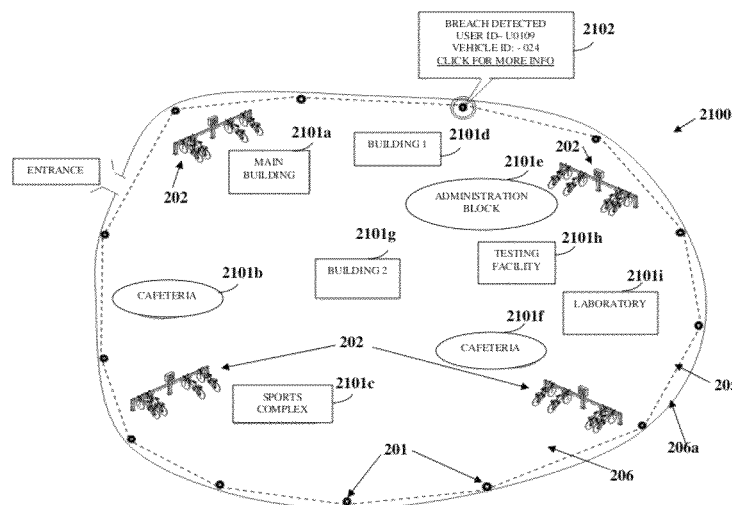 BREACH DETECTED
USER ID- U0109
VEHICLE ID: - 024
CLICK FOR MORE INFO
2102
2100
2101a
BUILDING 1
2101d
ENTRANCE
202
MAIN
BUILDING
2101e
202
ADMINISTRATION
BLOCK
2101g
2101h
BUILDING 2
TESTING
FACILITY
2101b
2101i
CAFETERIA
LABORATORY
2101f
202
CAFETERIA
2101c
SPORTS
COMPLEX
206a
201
206